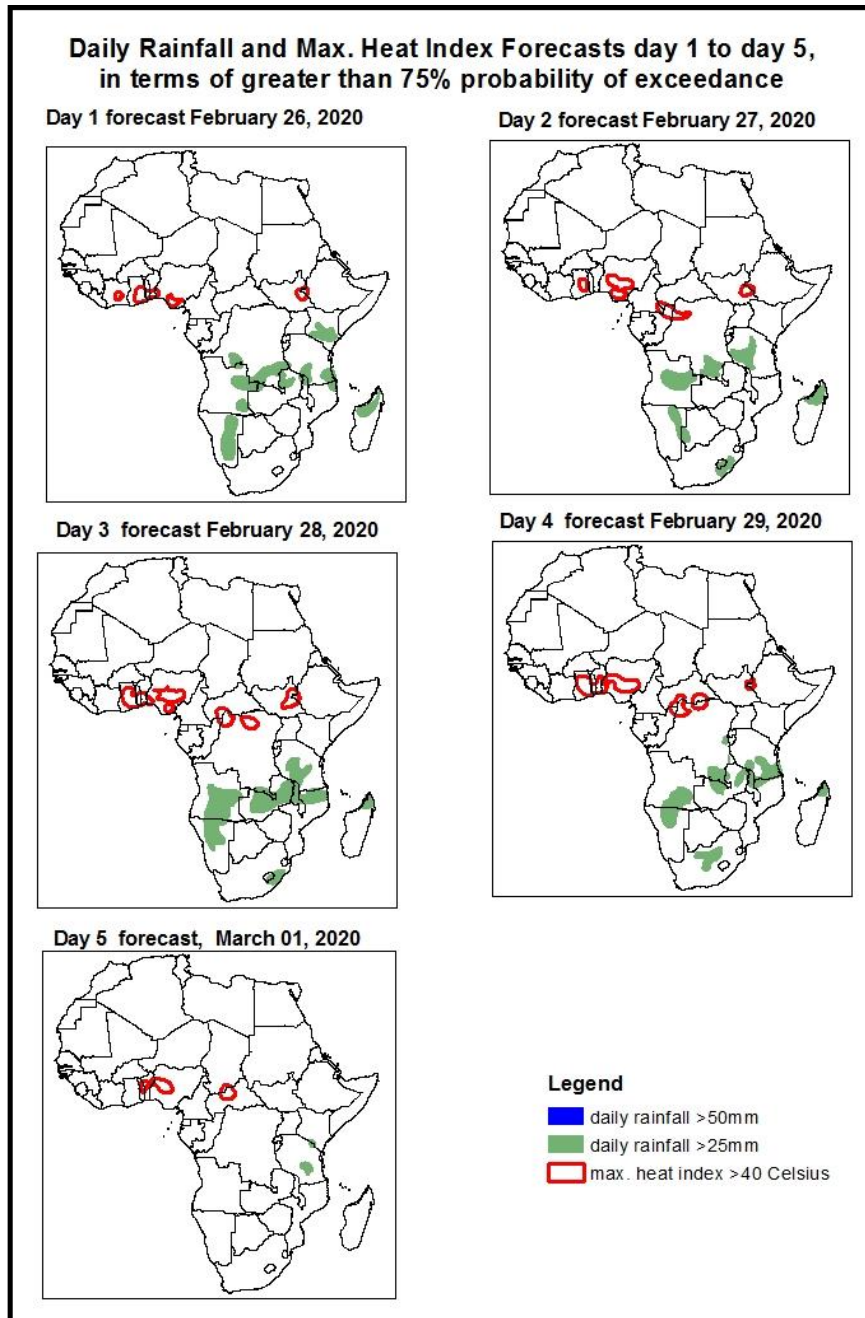 Daily Rainfall and Max. Heat Index Forecasts day 1 to day 5,
in terms of greater than 75% probability of exceedance
Day 1 forecast February 26, 2020
Day 2 forecast February 27, 2020
Day 3 forecast February 28, 2020
Day 4 forecast February 29, 2020
Day 5 forecast, March 01, 2020
Legend
daily rainfall >50mm
daily rainfall >25mm
max. heat index >40 Celsius